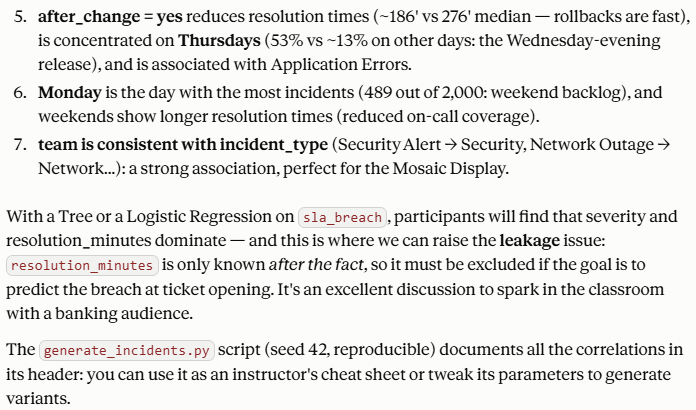 5. after_change = yes reduces resolution times (~186' vs 276' median — rollbacks are fast),
is concentrated on Thursdays (53% vs ~13% on other days: the Wednesday-evening
release), and is associated with Application Errors.
6. Monday is the day with the most incidents (489 out of 2,000: weekend backlog), and
weekends show longer resolution times (reduced on-call coverage).
7. team is consistent with incident_type (Security Alert → Security, Network Outage →
Network...): a strong association, perfect for the Mosaic Display.
With a Tree or a Logistic Regression on sla_breach, participants will find that severity and
resolution_minutes dominate — and this is where we can raise the leakage issue:
resolution_minutes is only known after the fact, so it must be excluded if the goal is to
predict the breach at ticket opening. It's an excellent discussion to spark in the classroom
with a banking audience.
The generate_incidents.py script (seed 42, reproducible) documents all the correlations in
its header: you can use it as an instructor's cheat sheet or tweak its parameters to generate
variants.